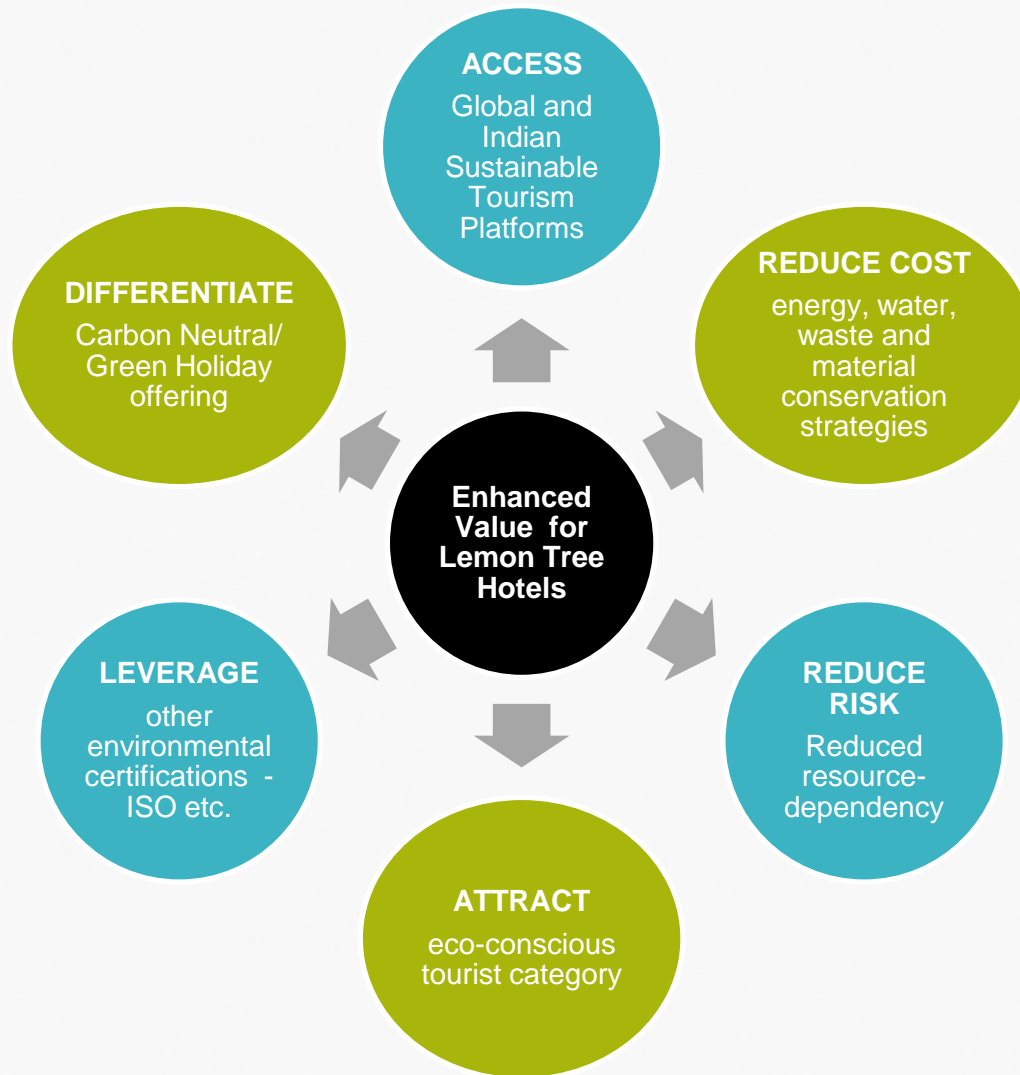 ACCESS
Global and
Indian
Sustainable
Tourism
Platforms
REDUCE COST
energy, water,
waste and
material
conservation
strategies
REDUCE
RISK
Reduced
resource-
dependency
ATTRACT
eco-conscious
tourist category
LEVERAGE
other
environmental
certifications -
ISO etc.
DIFFERENTIATE
Carbon Neutral/
Green Holiday
offering
Enhanced
Value for
Lemon Tree
Hotels